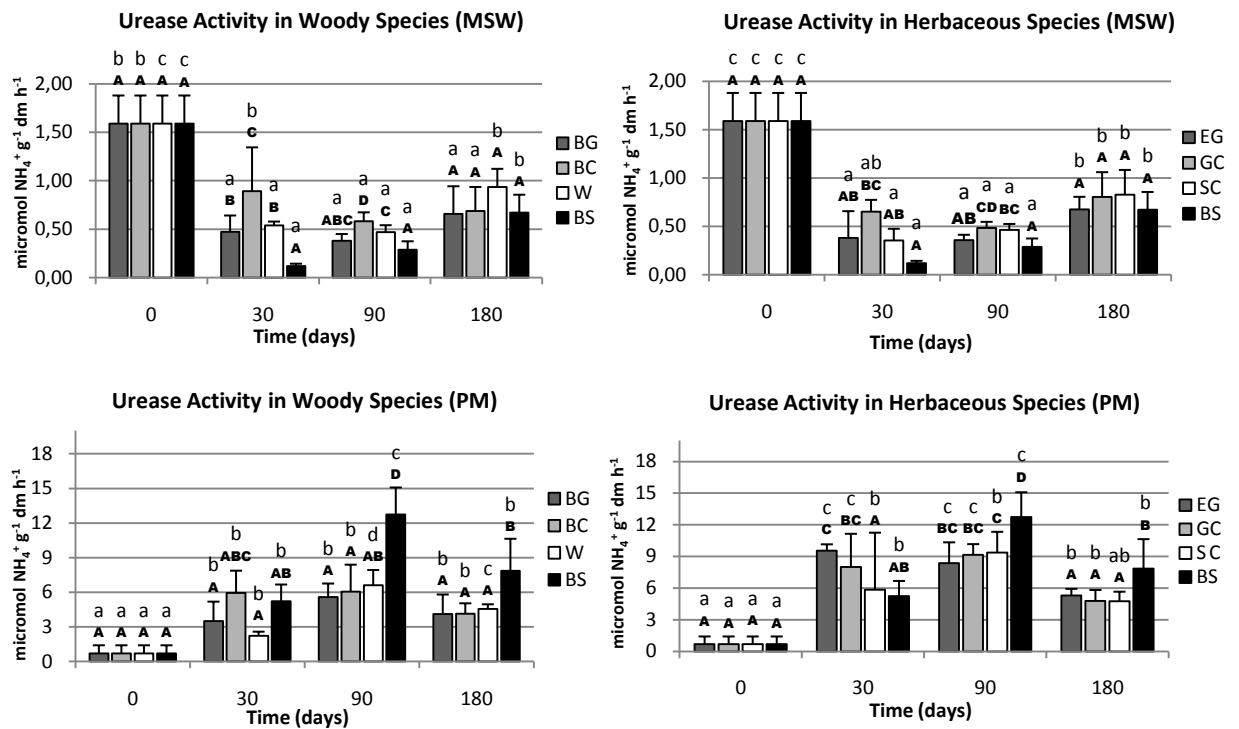 Urease Activity in Woody Species (MSW)
micromol NH₄⁺ g⁻¹ dm h⁻¹
2,00
1,50
1,00
0,50
0,00
b b c c
A A A A
a b a a
B C B A
a a a a
ABC D C A
a a b b
A A A A
0 30 90 180
Time (days)
BG
BC
W
BS
Urease Activity in Herbaceous Species (MSW)
micromol NH₄⁺ g⁻¹ dm h⁻¹
2,00
1,50
1,00
0,50
0,00
c c c c
A A A A
a ab a a
AB BC AB A
a a a a
AB CD BC A
b b b b
A A A A
0 30 90 180
Time (days)
EG
GC
SC
BS
Urease Activity in Woody Species (PM)
micromol NH₄⁺ g⁻¹ dm h⁻¹
18
15
12
9
6
3
0
a a a a
A A A A
b b b b
A ABC A AB
b b d c
A A AB D
b b c b
A A A B
0 30 90 180
Time (days)
BG
BC
W
BS
Urease Activity in Herbaceous Species (PM)
micromol NH₄⁺ g⁻¹ dm h⁻¹
18
15
12
9
6
3
0
a a a a
A A A A
c c b ab
C BC A AB
c c b c
BC BC C D
b b ab b
A A A B
0 30 90 180
Time (days)
EG
GC
SC
BS